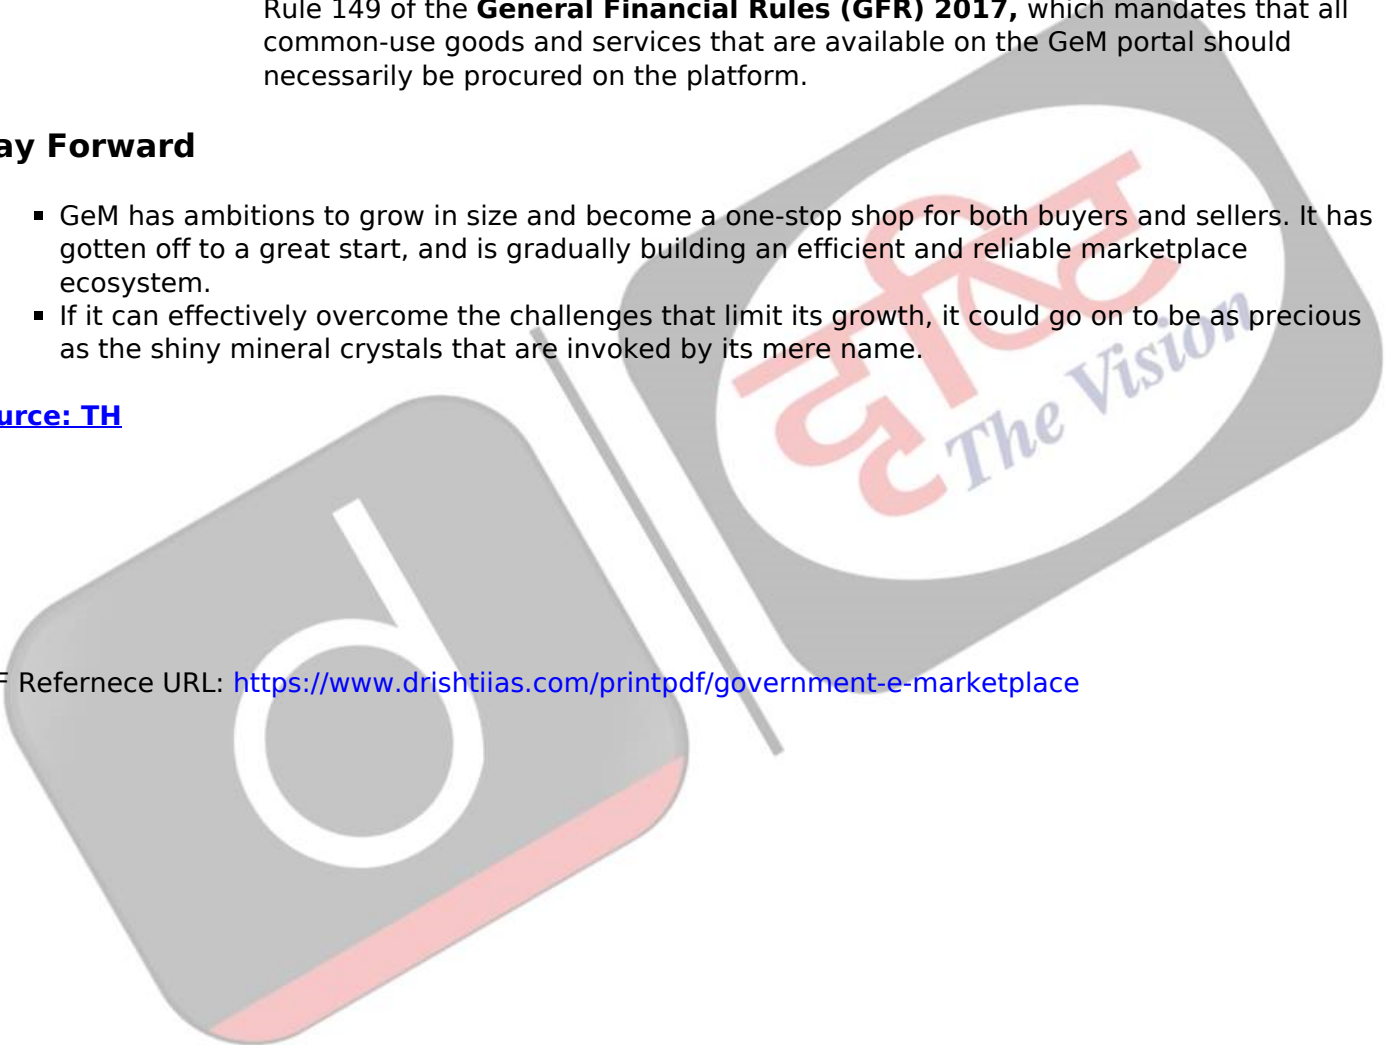 Rule 149 of the General Financial Rules (GFR) 2017, which mandates that all
common-use goods and services that are available on the GeM portal should
necessarily be procured on the platform.
ay Forward
▪ GeM has ambitions to grow in size and become a one-stop shop for both buyers and sellers. It has
gotten off to a great start, and is gradually building an efficient and reliable marketplace
ecosystem.
▪ If it can effectively overcome the challenges that limit its growth, it could go on to be as precious
as the shiny mineral crystals that are invoked by its mere name.
urce: TH
F Refernece URL: https://www.drishtiias.com/printpdf/government-e-marketplace
d
दृष्टि
The Vision